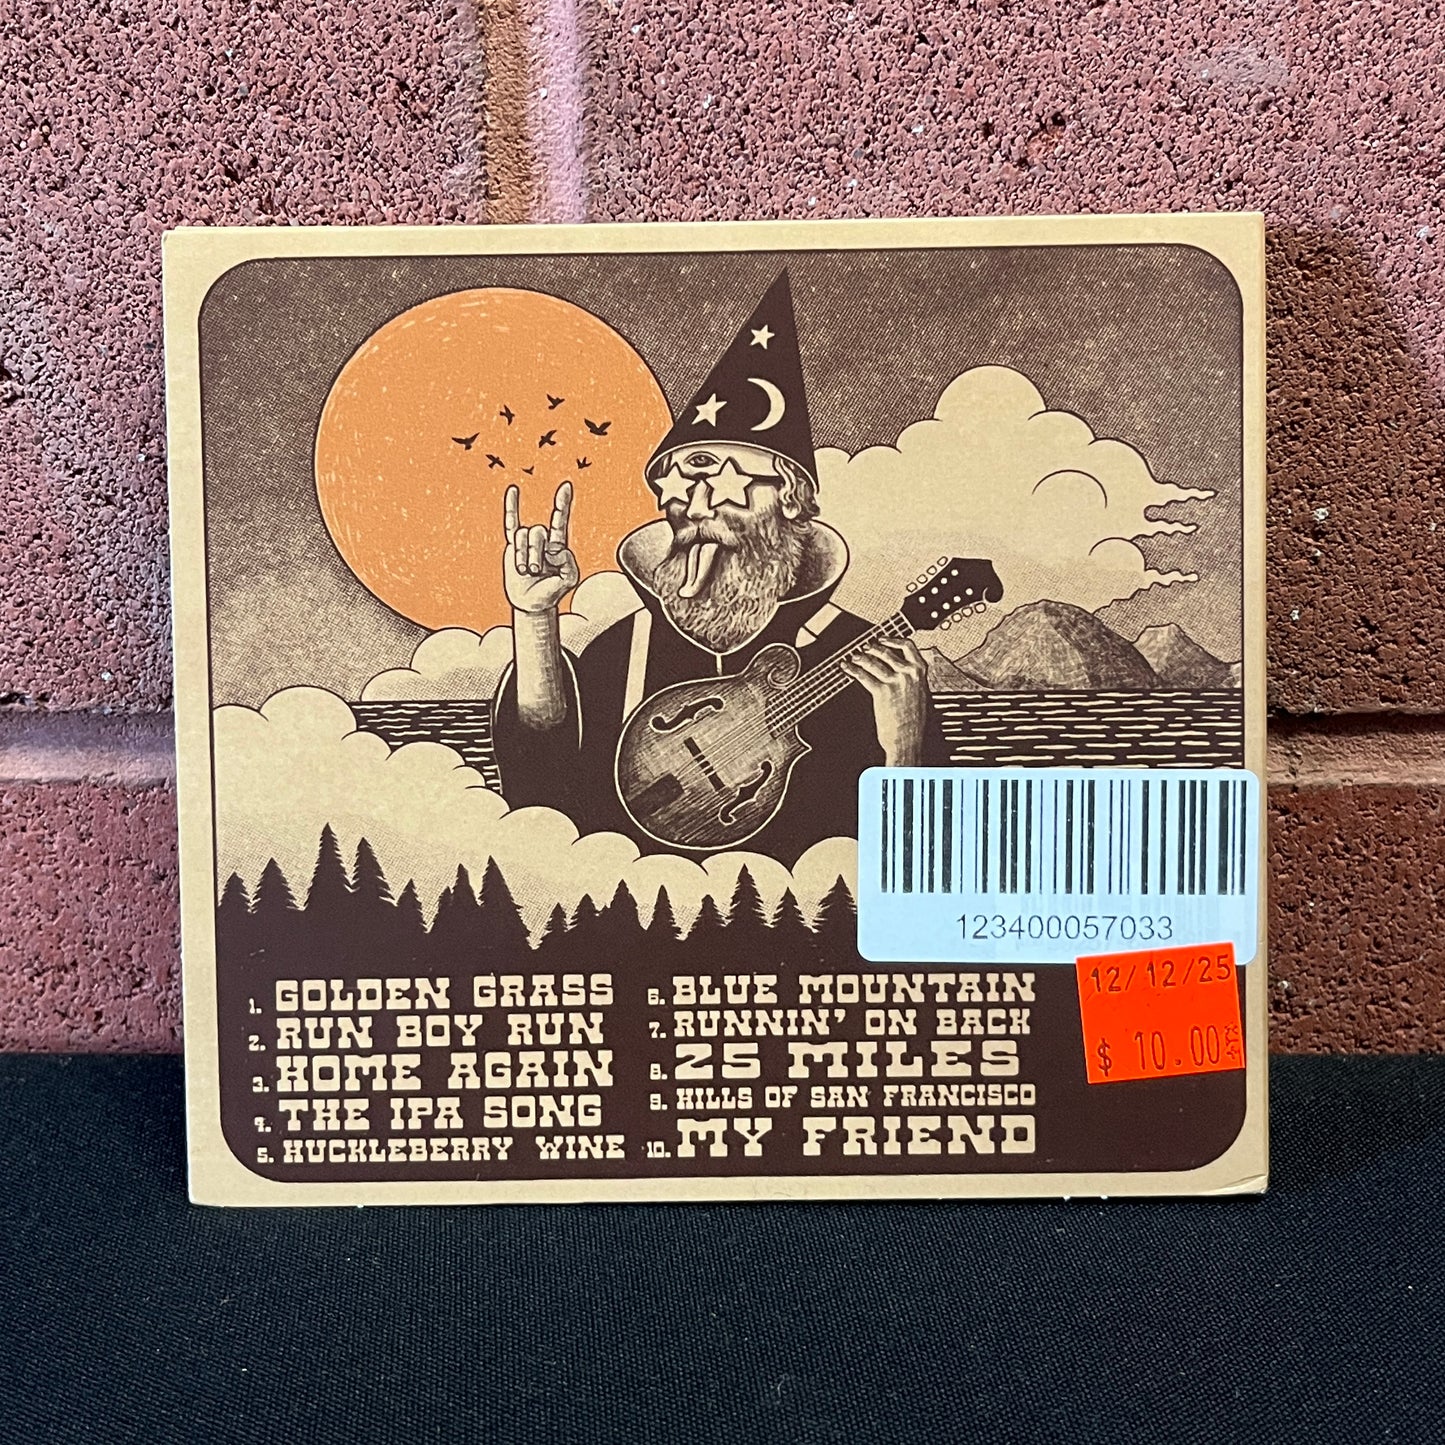 123400057033
12/12/25
$ 10.00
1. GOLDEN GRASS
2. RUN BOY RUN
3. HOME AGAIN
4. THE IPA SONG
5. HUCKLEBERRY WINE
6. BLUE MOUNTAIN
7. RUNNIN' ON BACK
8. 25 MILES
9. HILLS OF SAN FRANCISCO
10. MY FRIEND